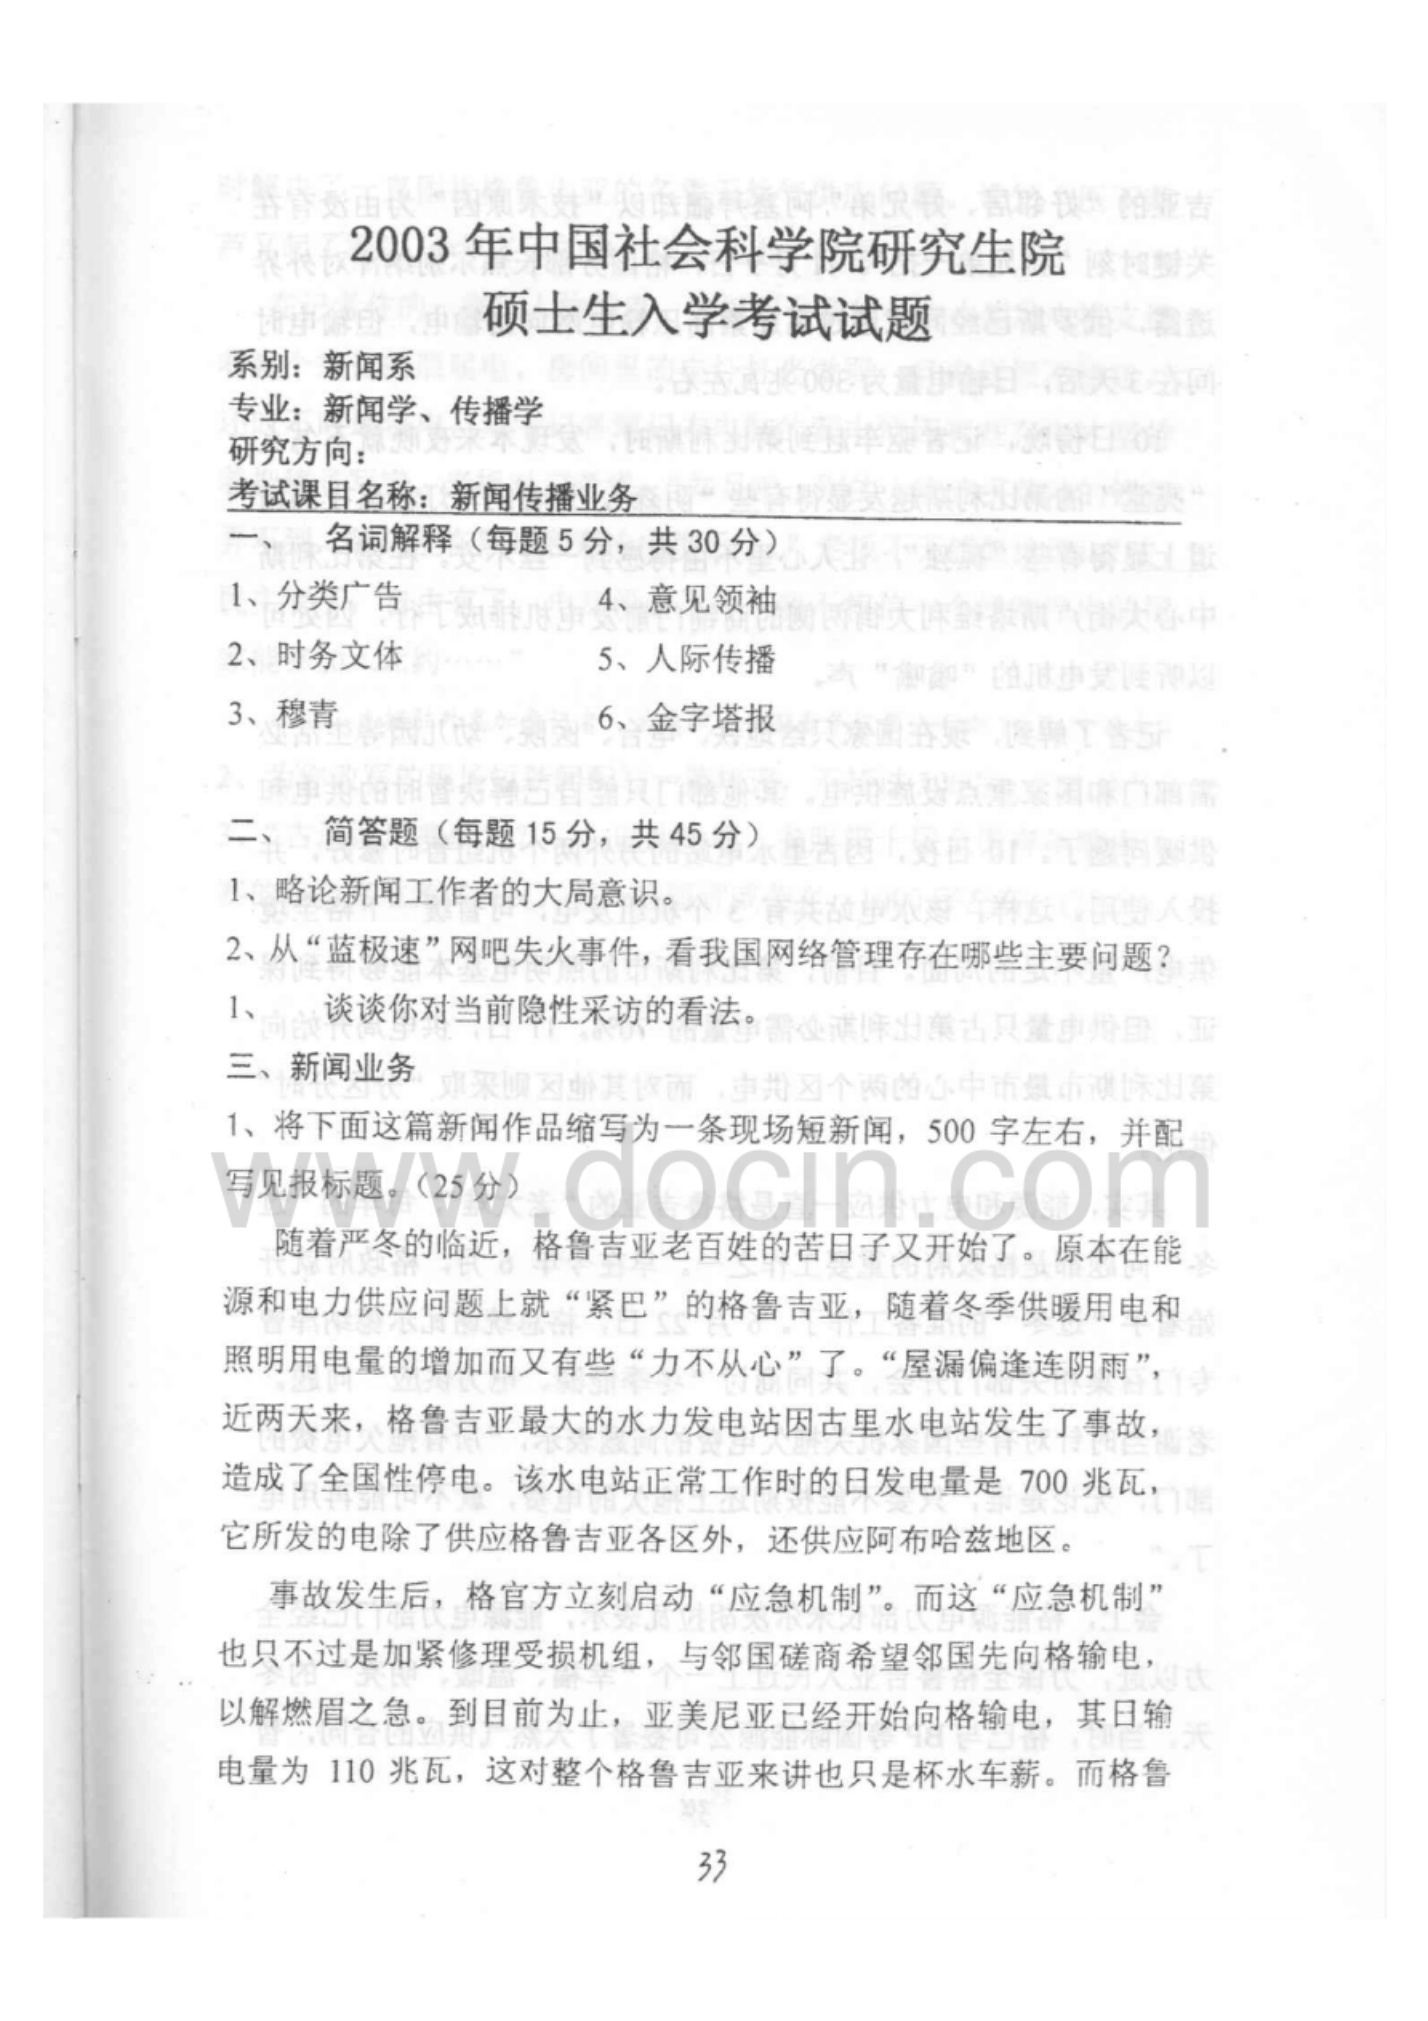 2003 年中国社会科学院研究生院
硕士生入学考试试题
系别：新闻系
专业：新闻学、传播学
研究方向：
考试课目名称：新闻传播业务
一、 名词解释（每题 5 分，共 30 分）
1、分类广告 4、意见领袖
2、时务文体 5、人际传播
3、穆青 6、金字塔报
二、 简答题（每题 15 分，共 45 分）
1、略论新闻工作者的大局意识。
2、从“蓝极速”网吧失火事件，看我国网络管理存在哪些主要问题？
1、 谈谈你对当前隐性采访的看法。
三、新闻业务
1、将下面这篇新闻作品缩写为一条现场短新闻，500 字左右，并配
写见报标题。（25 分）
随着严冬的临近，格鲁吉亚老百姓的苦日子又开始了。原本在能
源和电力供应问题上就“紧巴”的格鲁吉亚，随着冬季供暖用电和
照明用电量的增加而又有些“力不从心”了。“屋漏偏逢连阴雨”，
近两天来，格鲁吉亚最大的水力发电站因古里水电站发生了事故，
造成了全国性停电。该水电站正常工作时的日发电量是 700 兆瓦，
它所发的电除了供应格鲁吉亚各区外，还供应阿布哈兹地区。
事故发生后，格官方立刻启动“应急机制”。而这“应急机制”
也只不过是加紧修理受损机组，与邻国磋商希望邻国先向格输电，
以解燃眉之急。到目前为止，亚美尼亚已经开始向格输电，其日输
电量为 110 兆瓦，这对整个格鲁吉亚来讲也只是杯水车薪。而格鲁
33
www.docin.com